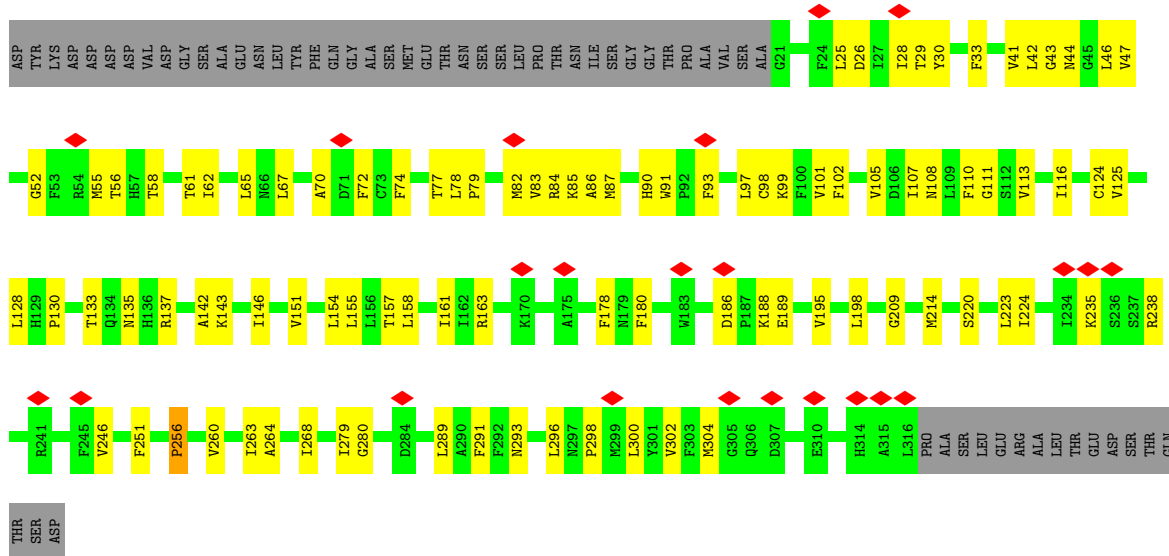 ASP TYR LYS ASP ASP ASP ASP VAL ASP GLY SER ALA GLU ASN LEU TYR PHE GLN GLY ALA SER MET GLU THR ASN SER SER LEU PRO THR ASN ILE SER GLY GLY THR PRO ALA VAL SER ALA G21 F24 L25 D26 I27 I28 T29 Y30 F33 V41 L42 G43 N44 G45 L46 V47
G52 F53 R54 M55 T56 H57 T58 T61 I62 L65 N66 L67 A70 D71 F72 C73 F74 T77 L78 P79 M82 V83 R84 K85 A86 M87 H90 W91 P92 F93 L97 C98 K99 F100 V101 F102 V105 D106 I107 N108 L109 F110 G111 S112 V113 I116 C124 V125
L128 H129 P130 T133 Q134 N135 H136 R137 A142 K143 I146 V151 L154 L155 L156 T157 L158 I161 I162 R163 K170 A175 F178 N179 F180 W183 D186 P187 K188 E189 V195 L198 G209 M214 S220 L223 I224 I234 K235 S236 S237 R238
R241 F245 V246 F251 P256 V260 I263 A264 I268 I279 G280 D284 L289 A290 F291 F292 N293 L296 N297 P298 M299 L300 Y301 V302 F303 M304 G305 Q306 D307 E310 H314 A315 L316 PRO ALA SER LEU GLU ARG ALA LEU THR GLU ASP SER THR GLN
THR SER ASP